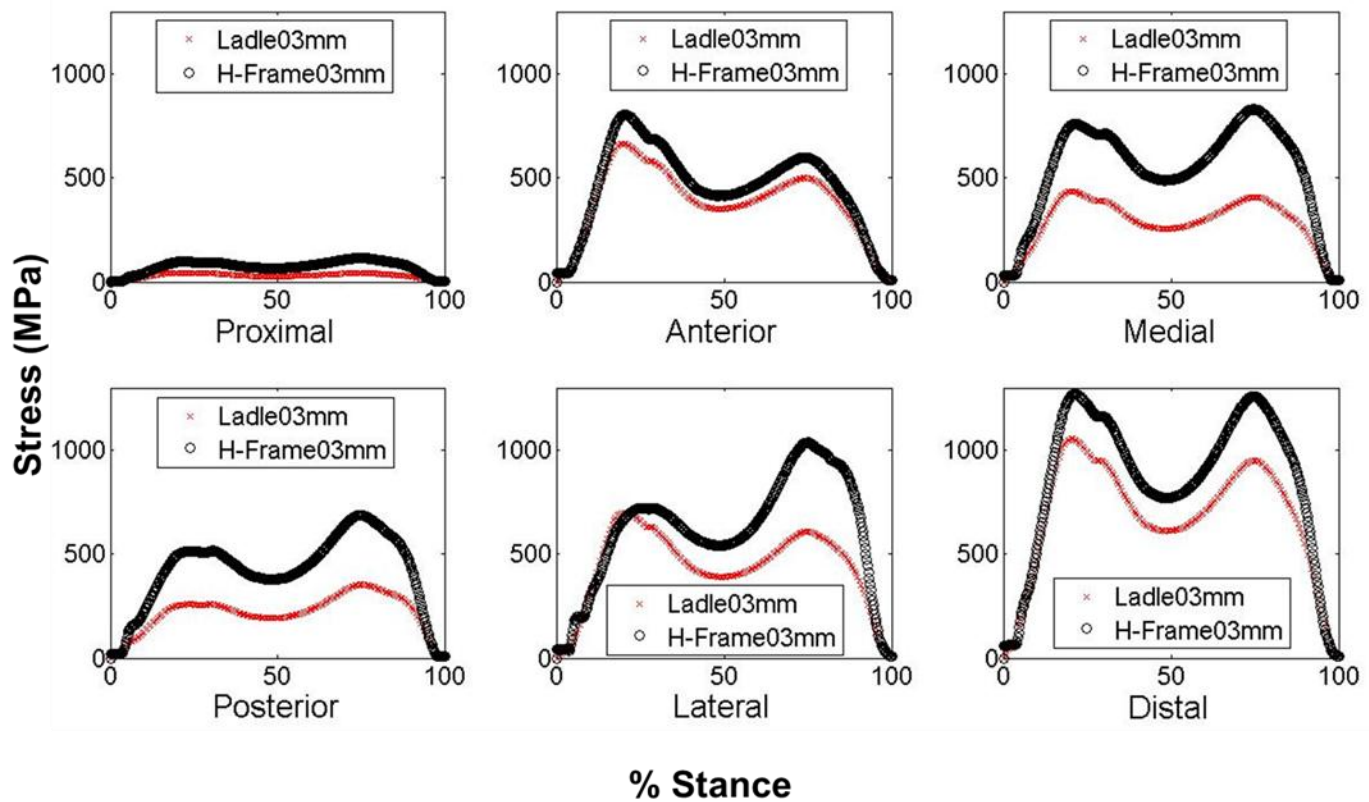 Stress (MPa)
1000
500
0
Ladle03mm
H-Frame03mm
0 50 100
Proximal
1000
500
0
Ladle03mm
H-Frame03mm
0 50 100
Anterior
1000
500
0
Ladle03mm
H-Frame03mm
0 50 100
Medial
1000
500
0
Ladle03mm
H-Frame03mm
0 50 100
Posterior
1000
500
0
Ladle03mm
H-Frame03mm
0 50 100
Lateral
1000
500
0
Ladle03mm
H-Frame03mm
0 50 100
Distal
% Stance